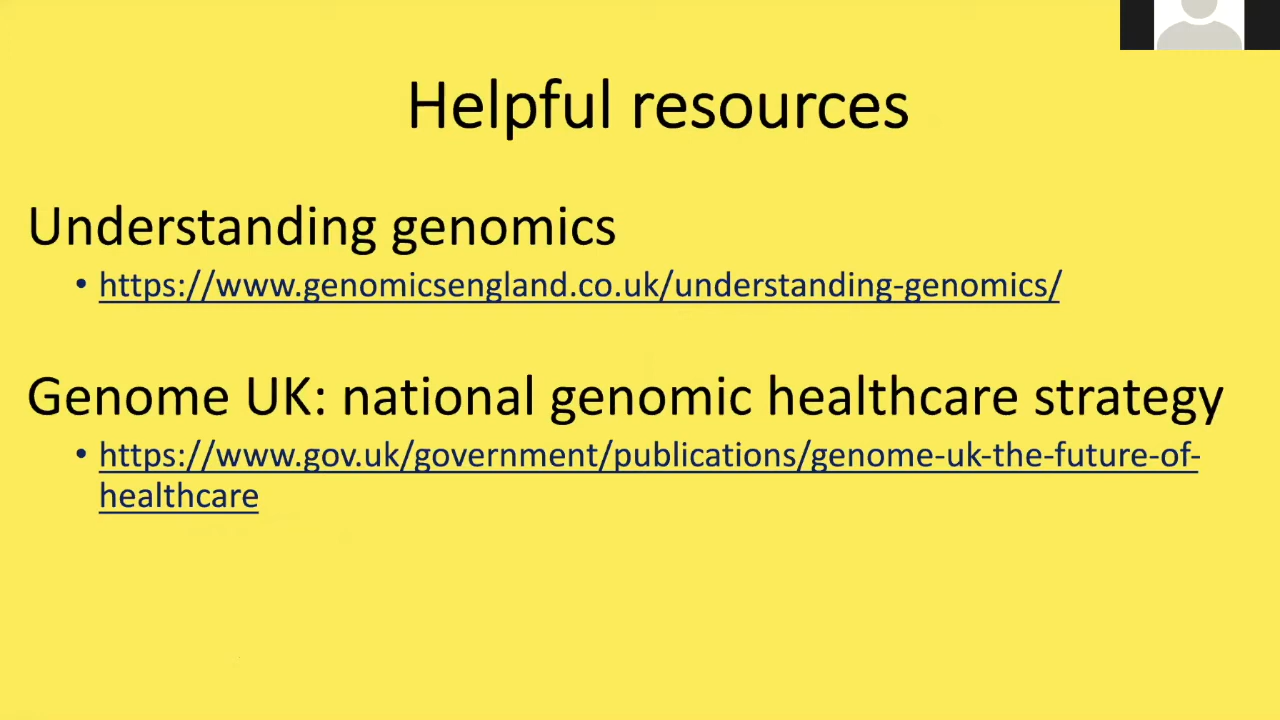 Helpful resources
Understanding genomics
• https://www.genomicsengland.co.uk/understanding-genomics/
Genome UK: national genomic healthcare strategy
• https://www.gov.uk/government/publications/genome-uk-the-future-of-
healthcare